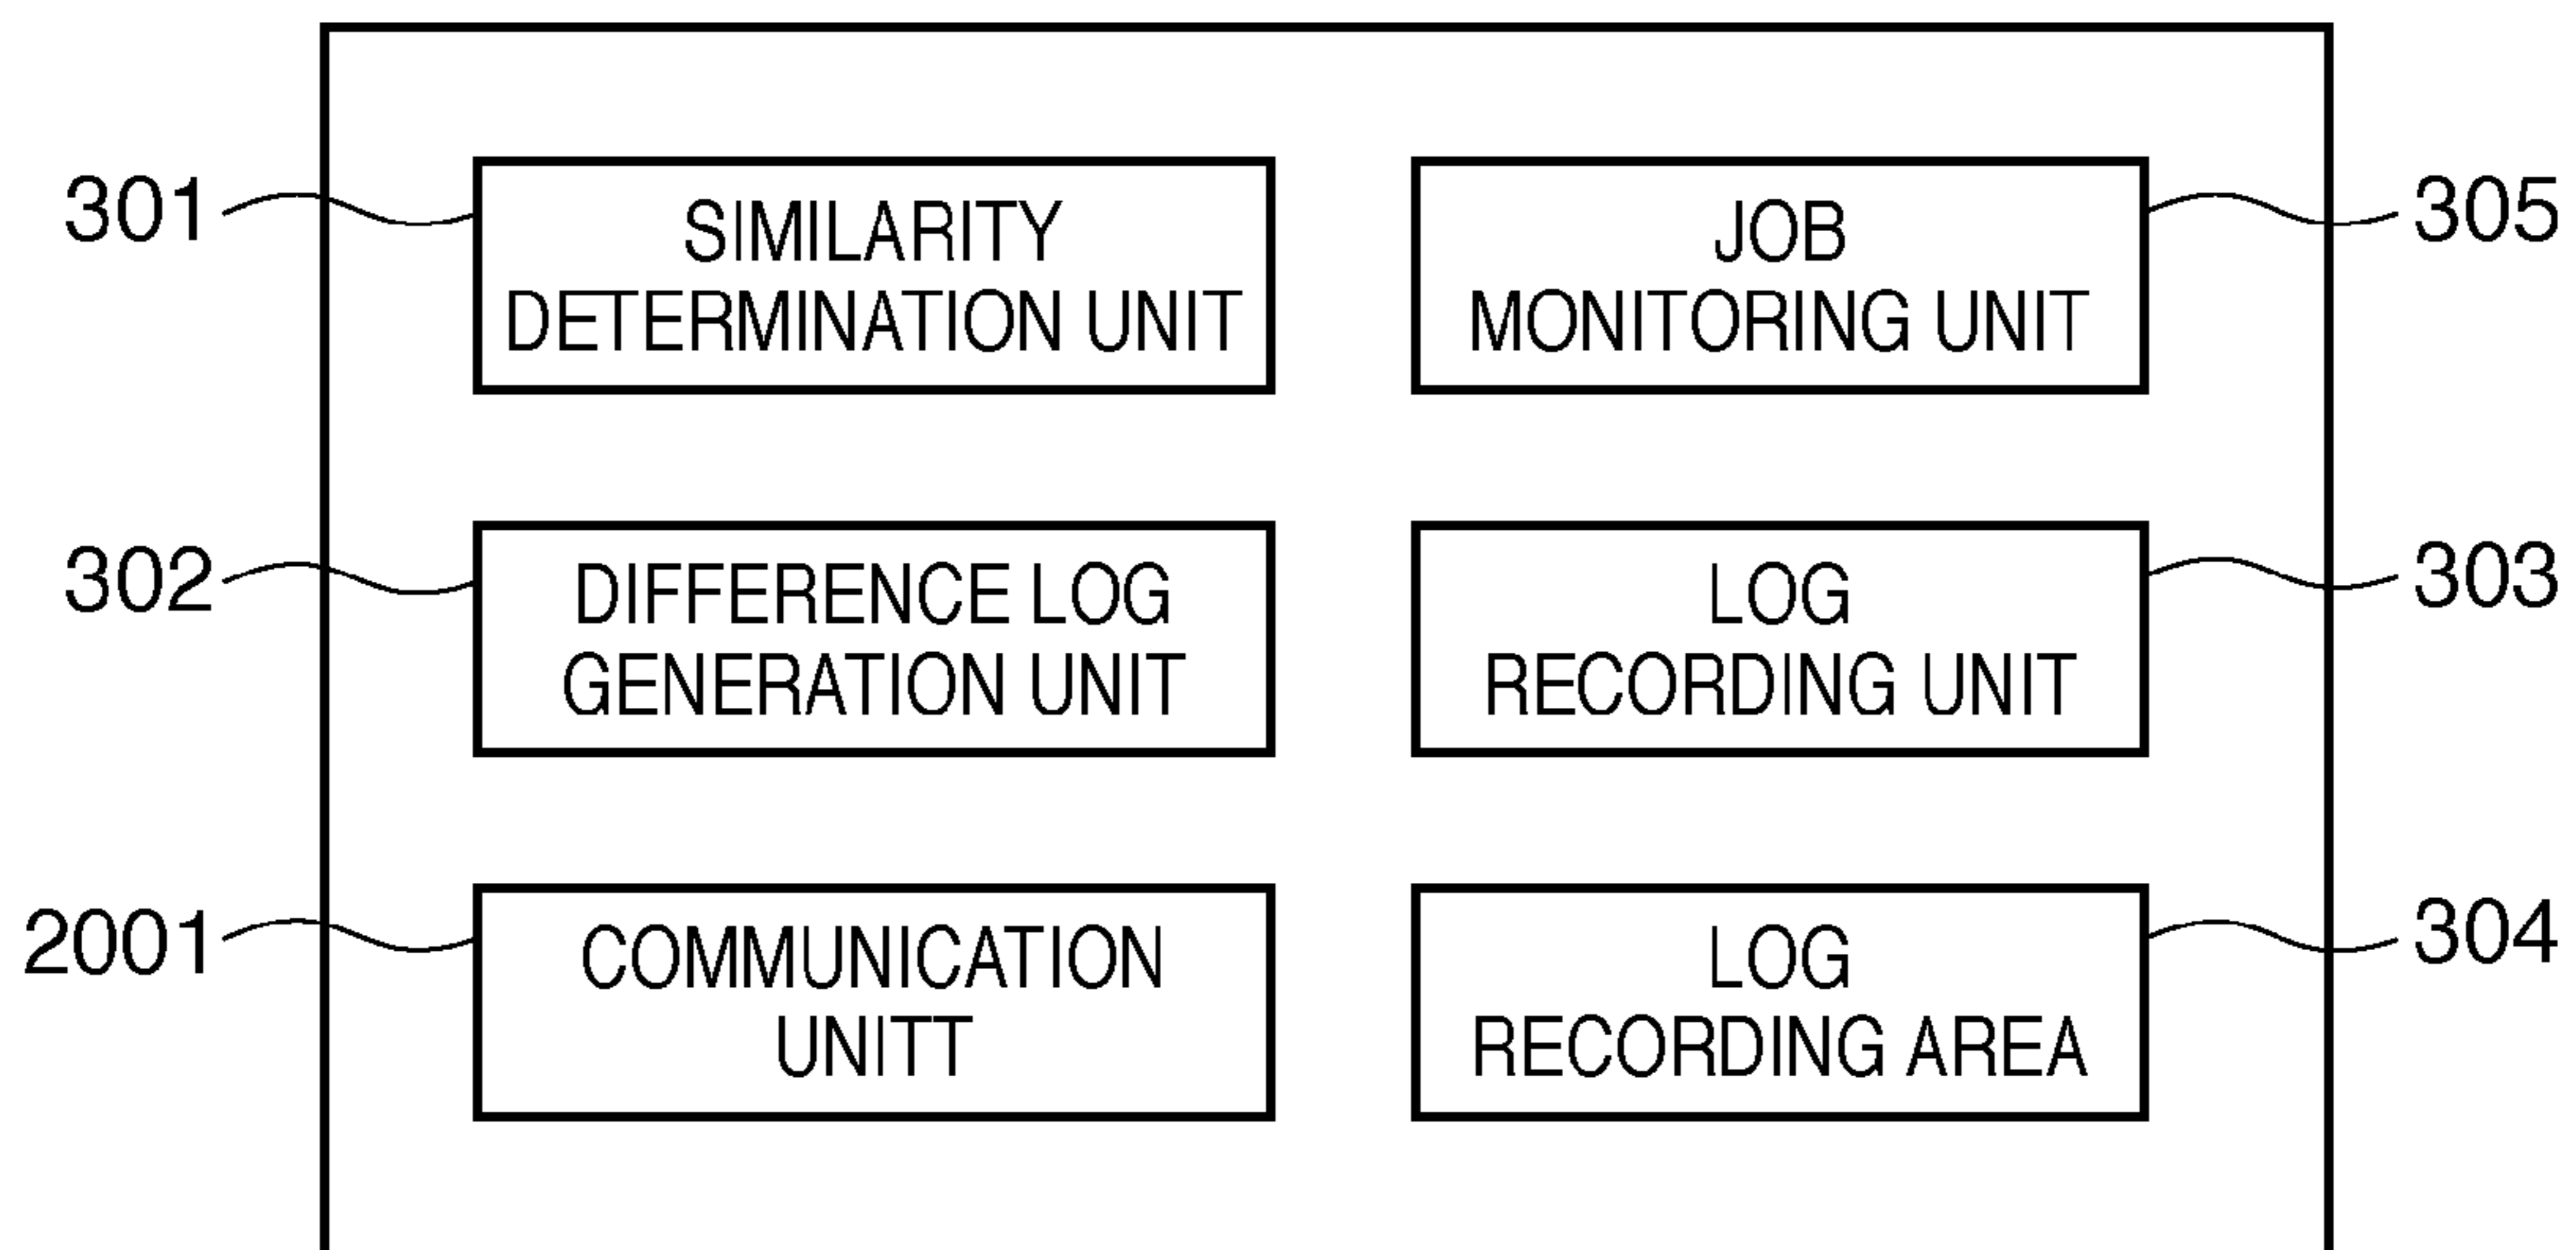 301
SIMILARITY
DETERMINATION UNIT
JOB
MONITORING UNIT
305
302
DIFFERENCE LOG
GENERATION UNIT
LOG
RECORDING UNIT
303
2001
COMMUNICATION
UNITT
LOG
RECORDING AREA
304